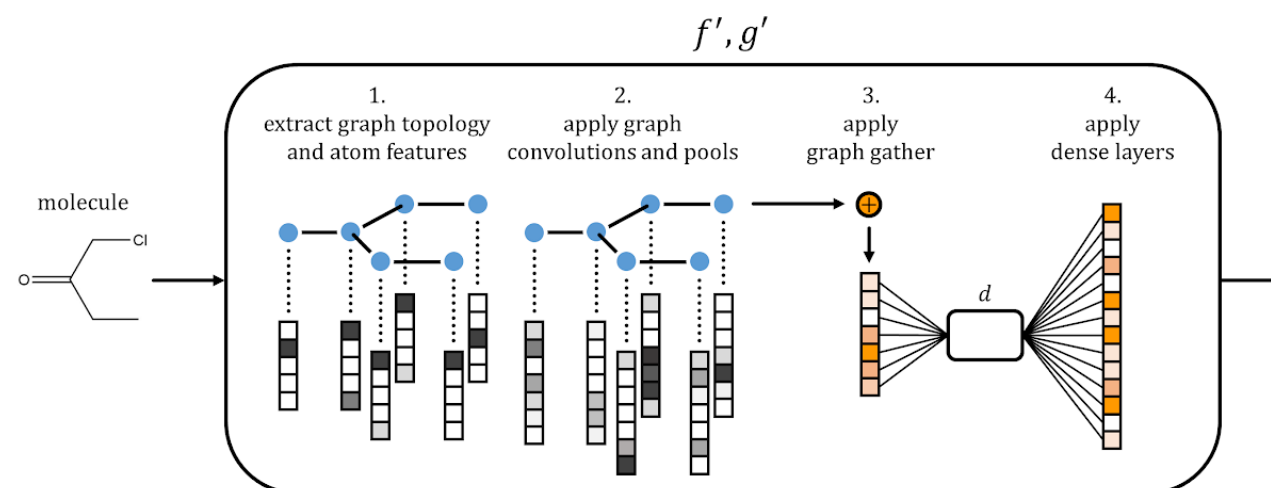 f′, g′
1.
extract graph topology
and atom features
2.
apply graph
convolutions and pools
3.
apply
graph gather
4.
apply
dense layers
molecule
Cl
O
+
d